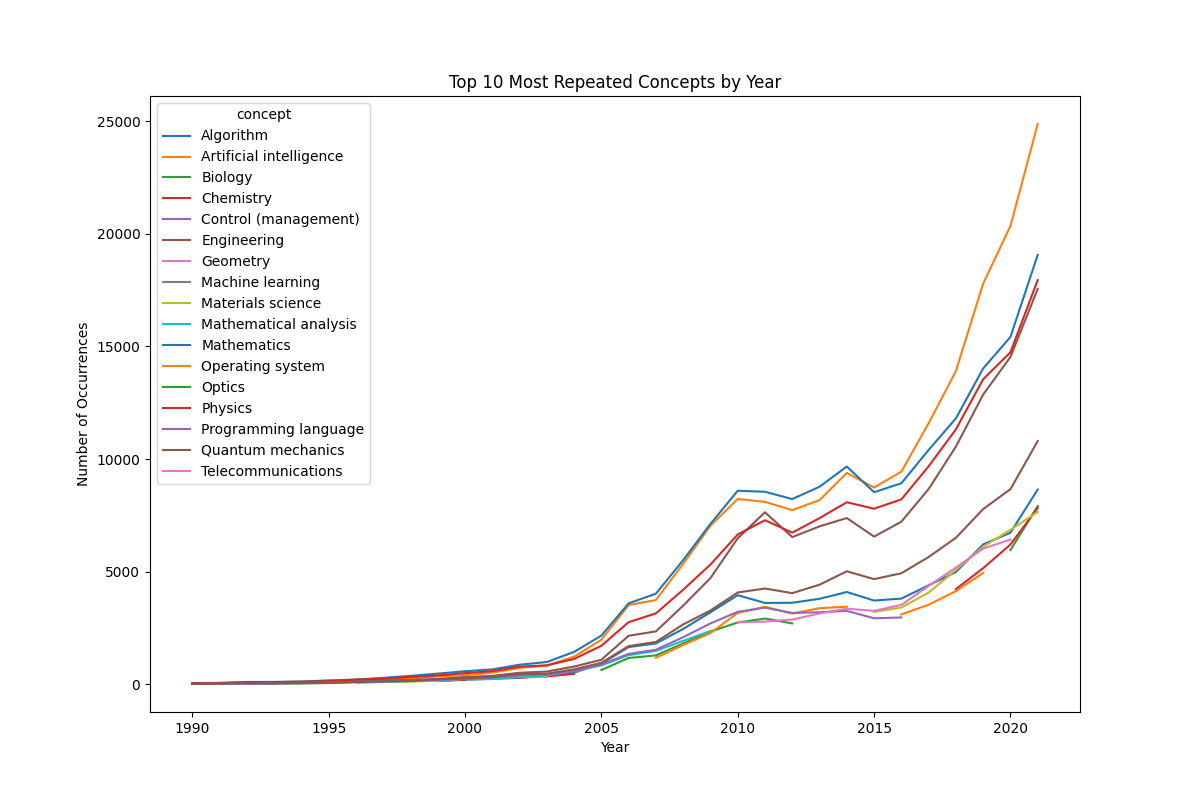 Top 10 Most Repeated Concepts by Year
concept
Algorithm
Artificial intelligence
Biology
Chemistry
Control (management)
Engineering
Geometry
Machine learning
Materials science
Mathematical analysis
Mathematics
Operating system
Optics
Physics
Programming language
Quantum mechanics
Telecommunications
Number of Occurrences
25000
20000
15000
10000
5000
0
1990 1995 2000 2005 2010 2015 2020
Year